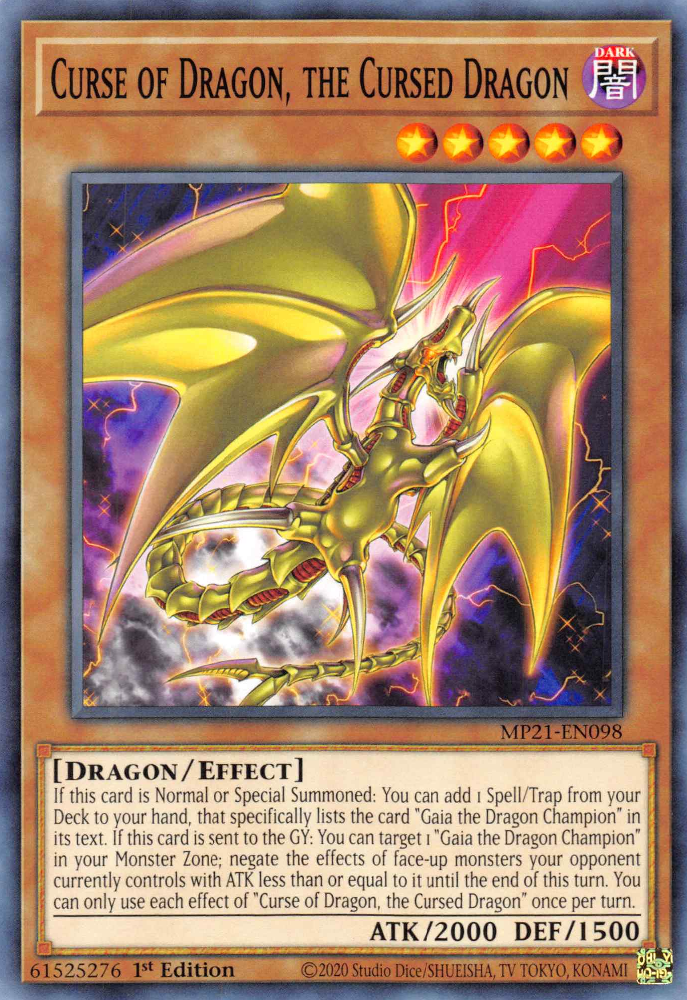 CURSE OF DRAGON, THE CURSED DRAGON
DARK
闇
MP21-EN098
[DRAGON/EFFECT]
If this card is Normal or Special Summoned: You can add 1 Spell/Trap from your
Deck to your hand, that specifically lists the card "Gaia the Dragon Champion" in
its text. If this card is sent to the GY: You can target 1 "Gaia the Dragon Champion"
in your Monster Zone; negate the effects of face-up monsters your opponent
currently controls with ATK less than or equal to it until the end of this turn. You
can only use each effect of "Curse of Dragon, the Cursed Dragon" once per turn.
ATK/2000 DEF/1500
61525276 1st Edition ©2020 Studio Dice/SHUEISHA, TV TOKYO, KONAMI